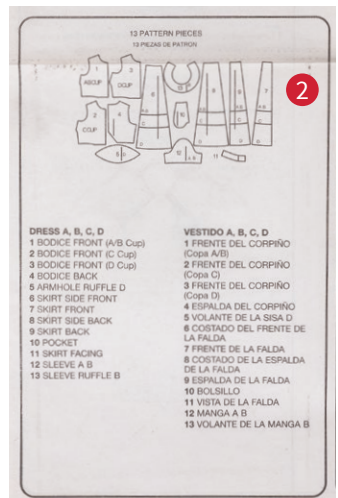 13 PATTERN PIECES
13 PIEZAS DE PATRON
2
DRESS A, B, C, D
1 BODICE FRONT (A/B Cup)
2 BODICE FRONT (C Cup)
3 BODICE FRONT (D Cup)
4 BODICE BACK
5 ARMHOLE RUFFLE D
6 SKIRT SIDE FRONT
7 SKIRT FRONT
8 SKIRT SIDE BACK
9 SKIRT BACK
10 POCKET
11 SKIRT FACING
12 SLEEVE A B
13 SLEEVE RUFFLE B
VESTIDO A, B, C, D
1 FRENTE DEL CORPIÑO
(Copa A/B)
2 FRENTE DEL CORPIÑO
(Copa C)
3 FRENTE DEL CORPIÑO
(Copa D)
4 ESPALDA DEL CORPIÑO
5 VOLANTE DE LA SISA D
6 COSTADO DEL FRENTE DE
LA FALDA
7 FRENTE DE LA FALDA
8 COSTADO DE LA ESPALDA
DE LA FALDA
9 ESPALDA DE LA FALDA
10 BOLSILLO
11 VISTA DE LA FALDA
12 MANGA A B
13 VOLANTE DE LA MANGA B